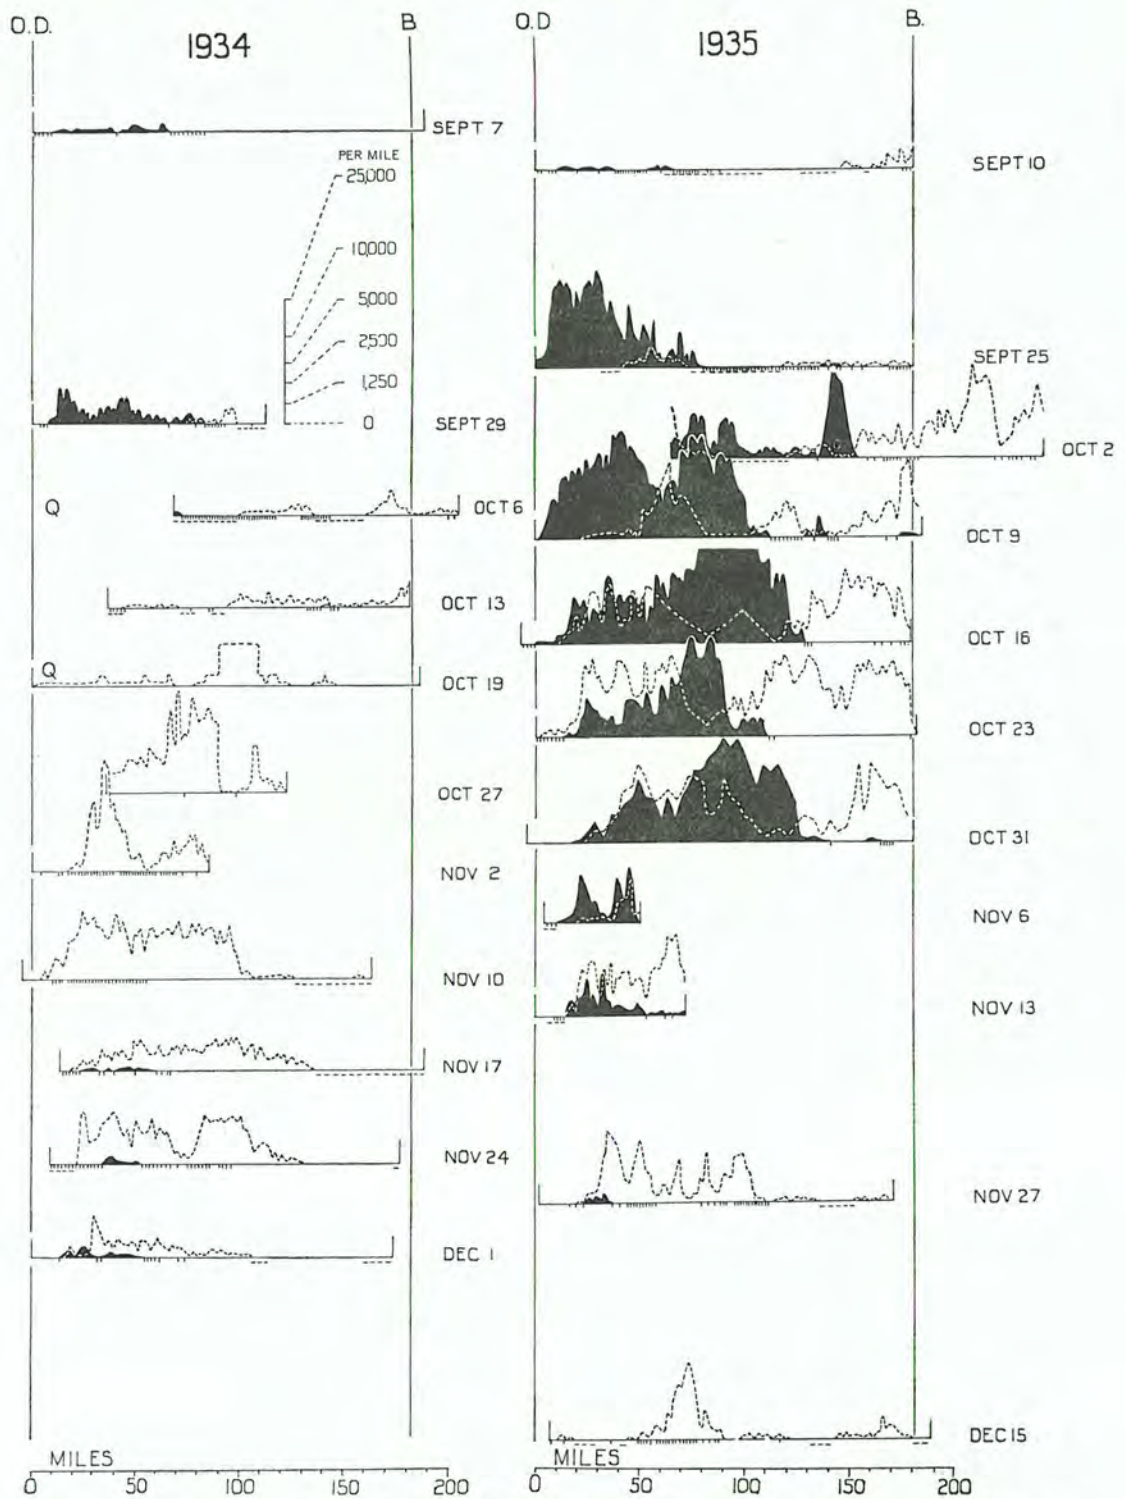 O.D. B
1934
SEPT 7
PER MILE
25,000
10,000
5,000
2,500
1,250
0
SEPT 29
Q OCT 6
OCT 13
Q OCT 19
OCT 27
NOV 2
NOV 10
NOV 17
NOV 24
DEC 1
MILES
0 50 100 150 200
O.D B.
1935
SEPT 10
SEPT 25
OCT 2
OCT 9
OCT 16
OCT 23
OCT 31
NOV 6
NOV 13
NOV 27
DEC 15
MILES
0 50 100 150 200